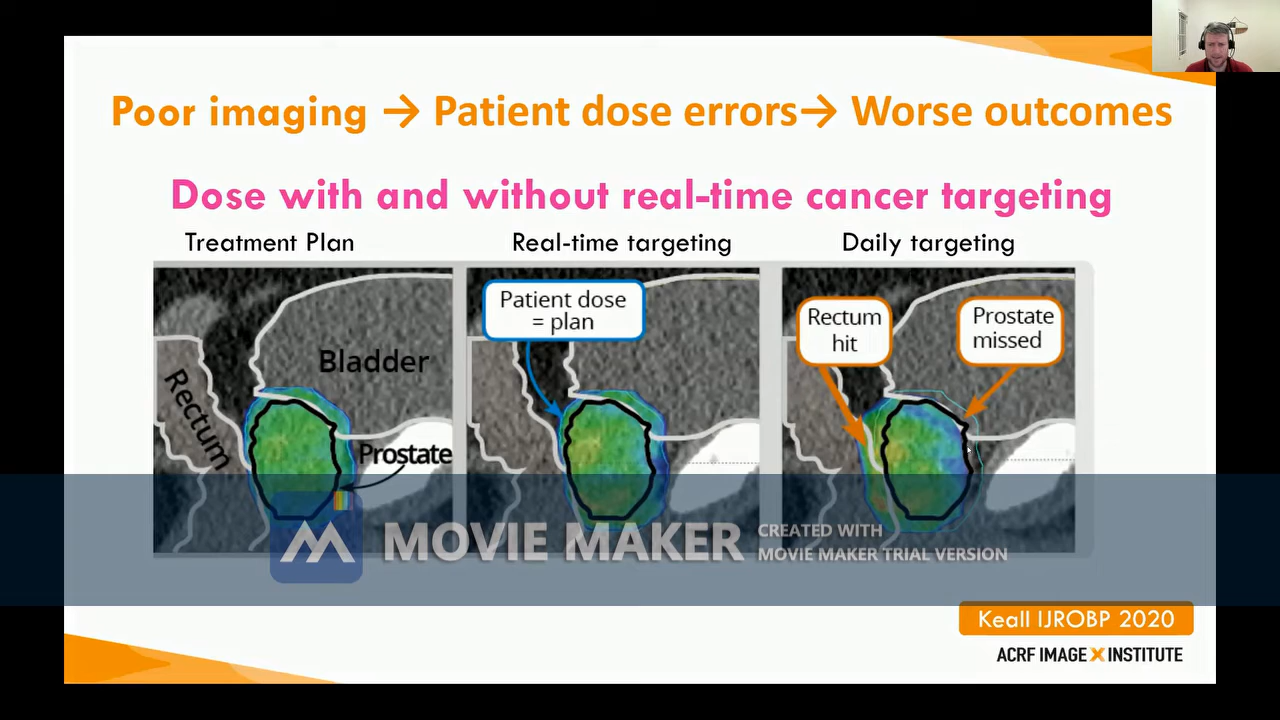 Poor imaging → Patient dose errors→ Worse outcomes
Dose with and without real-time cancer targeting
Treatment Plan
Real-time targeting
Daily targeting
Rectum
Bladder
Prostate
Patient dose
= plan
Rectum
hit
Prostate
missed
MOVIE MAKER
CREATED WITH
MOVIE MAKER TRIAL VERSION
Keall IJROBP 2020
ACRF IMAGE X INSTITUTE